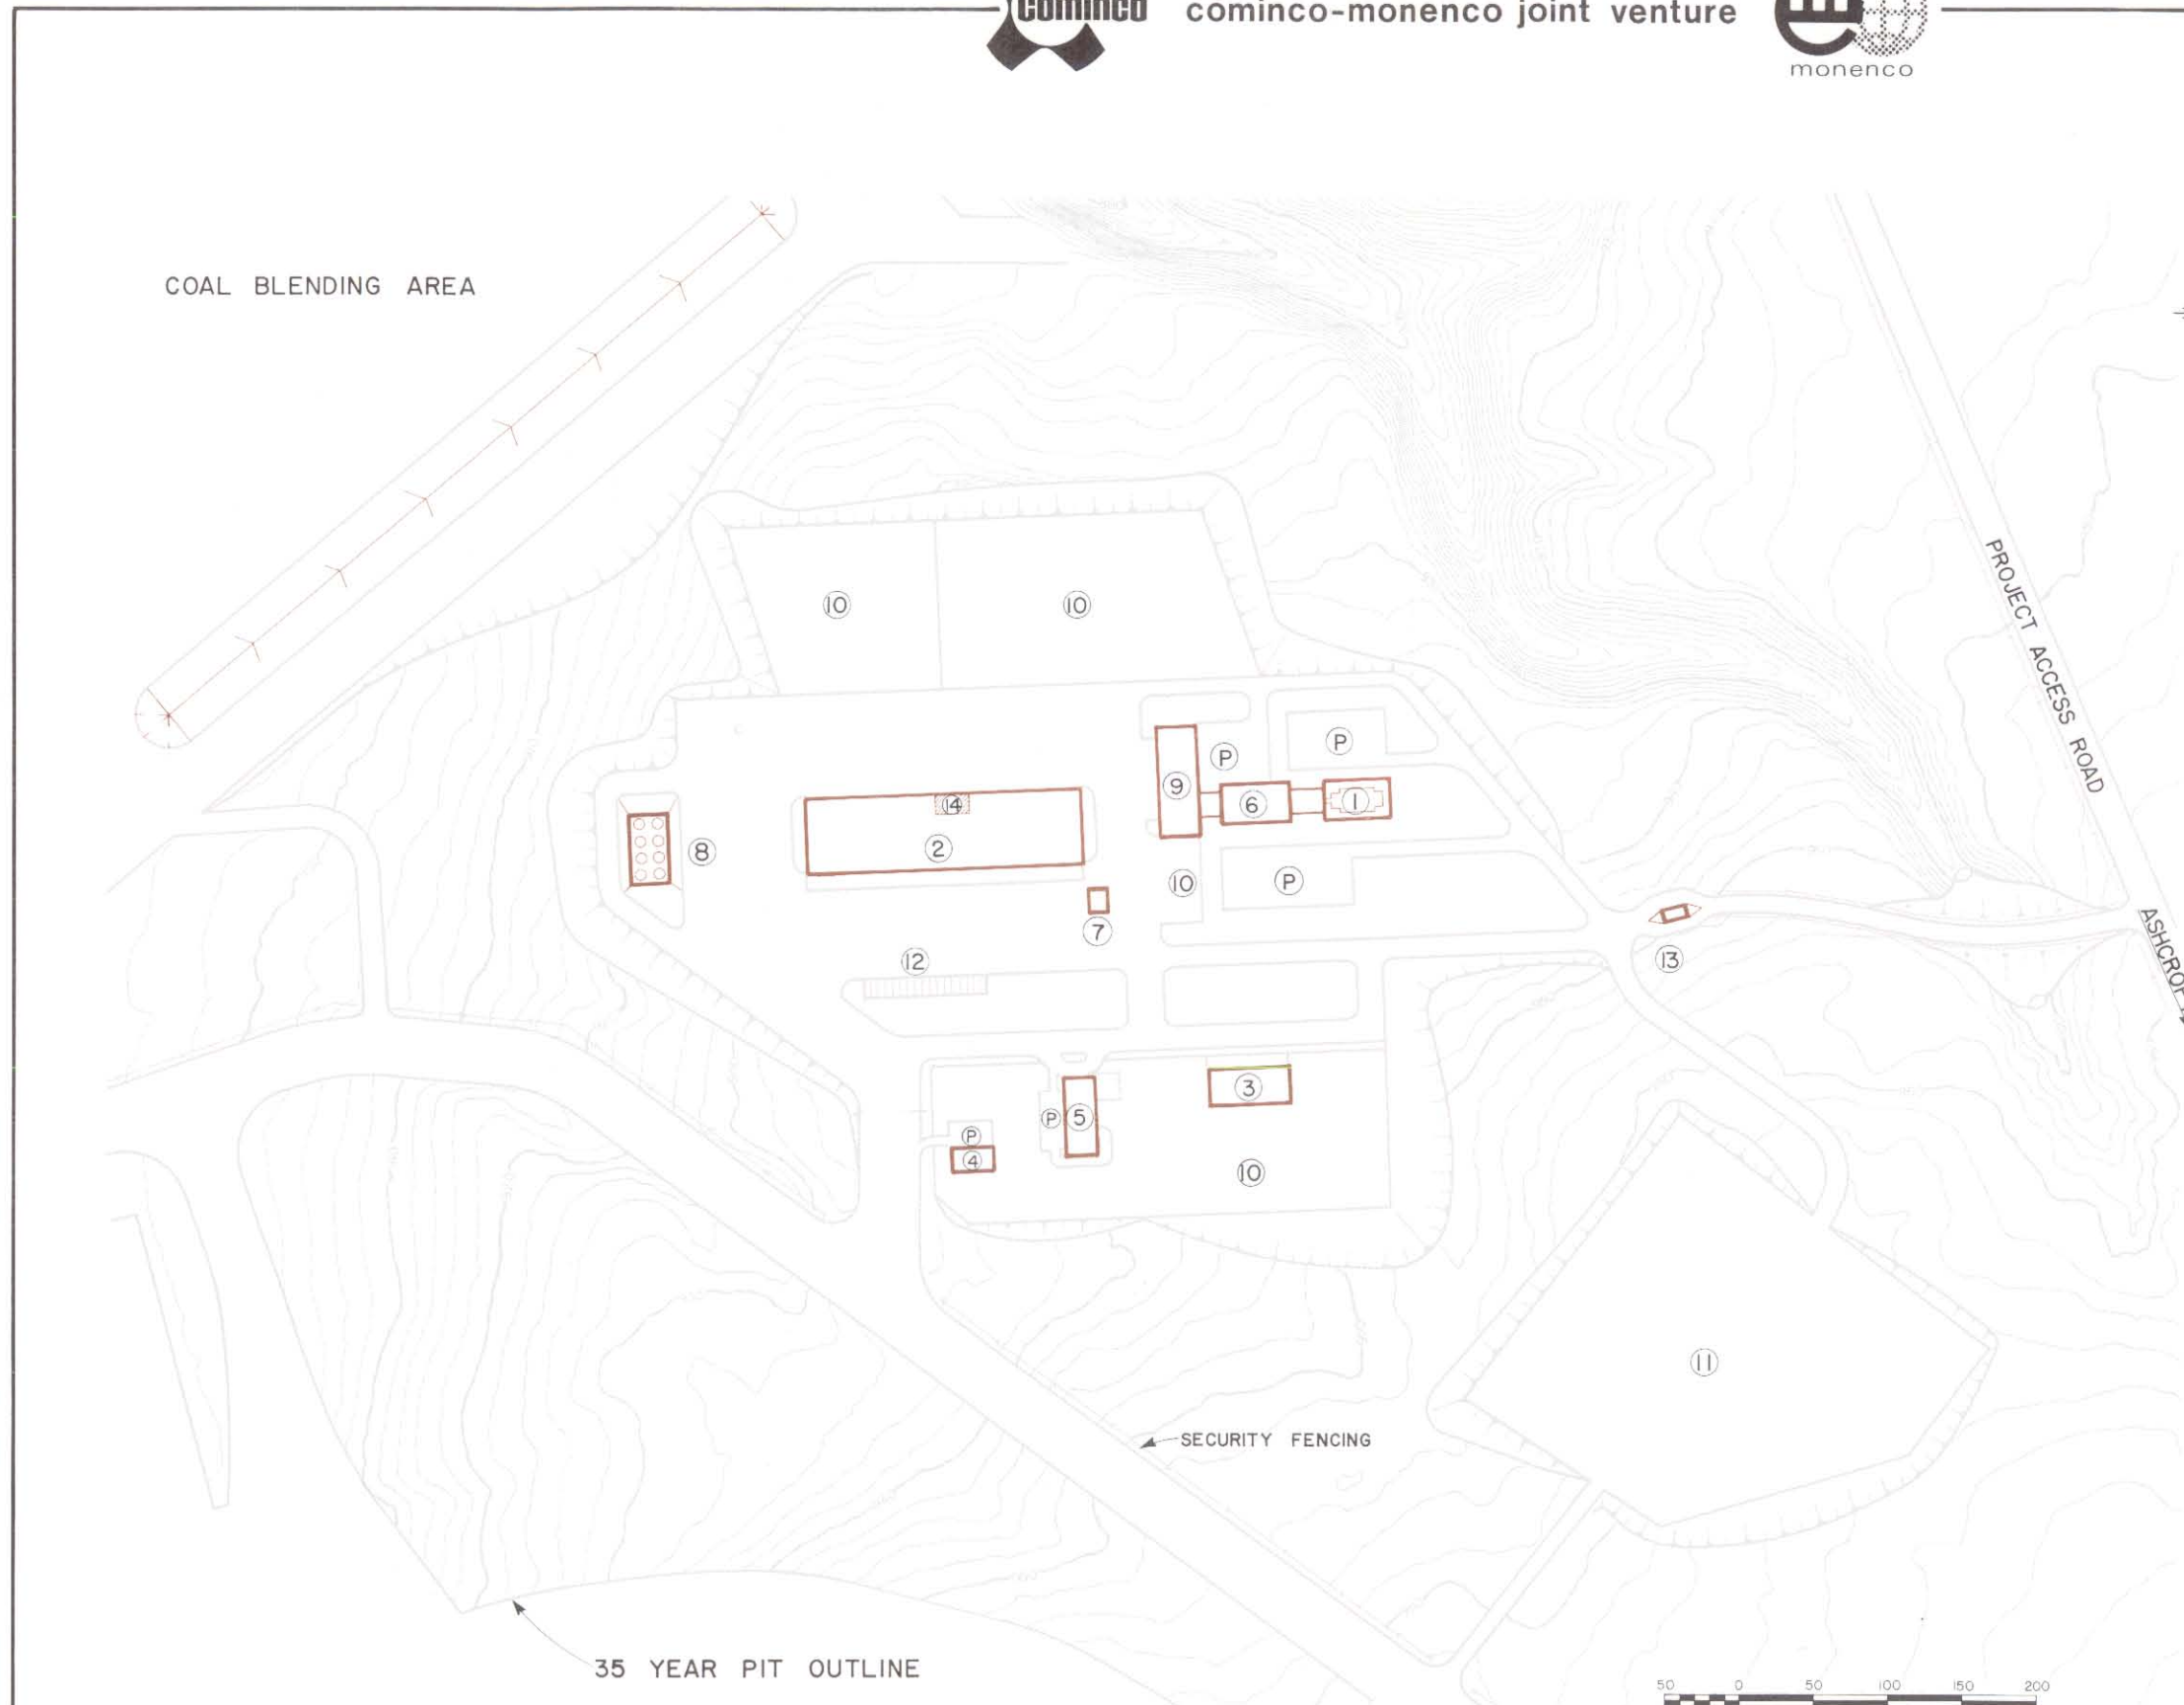 cominco
cominco-monenco joint venture
monenco
COAL BLENDING AREA
PROJECT ACCESS ROAD
10
10
P
P
9
14
6
1
2
8
10
P
7
12
13
3
P
5
P
4
10
11
SECURITY FENCING
35 YEAR PIT OUTLINE
50 0 50 100 150 200